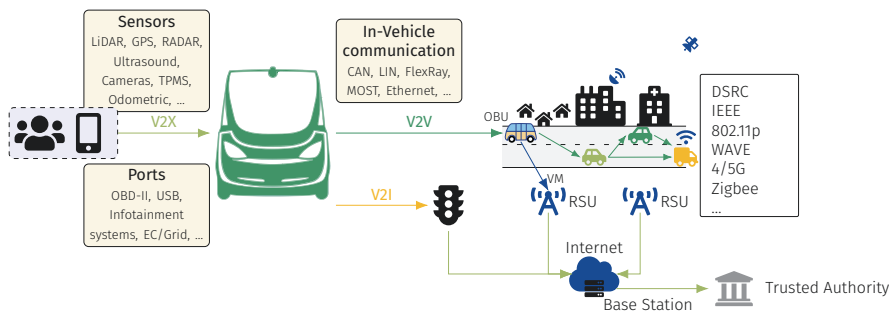 Sensors
LiDAR, GPS, RADAR,
Ultrasound,
Cameras, TPMS,
Odometric, ...
V2X
Ports
OBD-II, USB,
Infotainment
systems, EC/Grid, ...
In-Vehicle
communication
CAN, LIN, FlexRay,
MOST, Ethernet, ...
V2V
V2I
OBU
VM
RSU
RSU
DSRC
IEEE
802.11p
WAVE
4/5G
Zigbee
...
Internet
Base Station
Trusted Authority